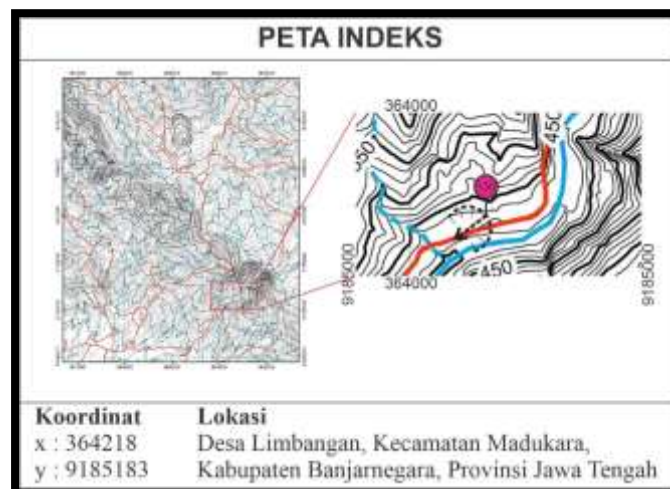 PETA INDEKS
364000
450
350
450
364000
9185000
9185000
Koordinat Lokasi
x : 364218 Desa Limbangan, Kecamatan Madukara,
y : 9185183 Kabupaten Banjarnegara, Provinsi Jawa Tengah